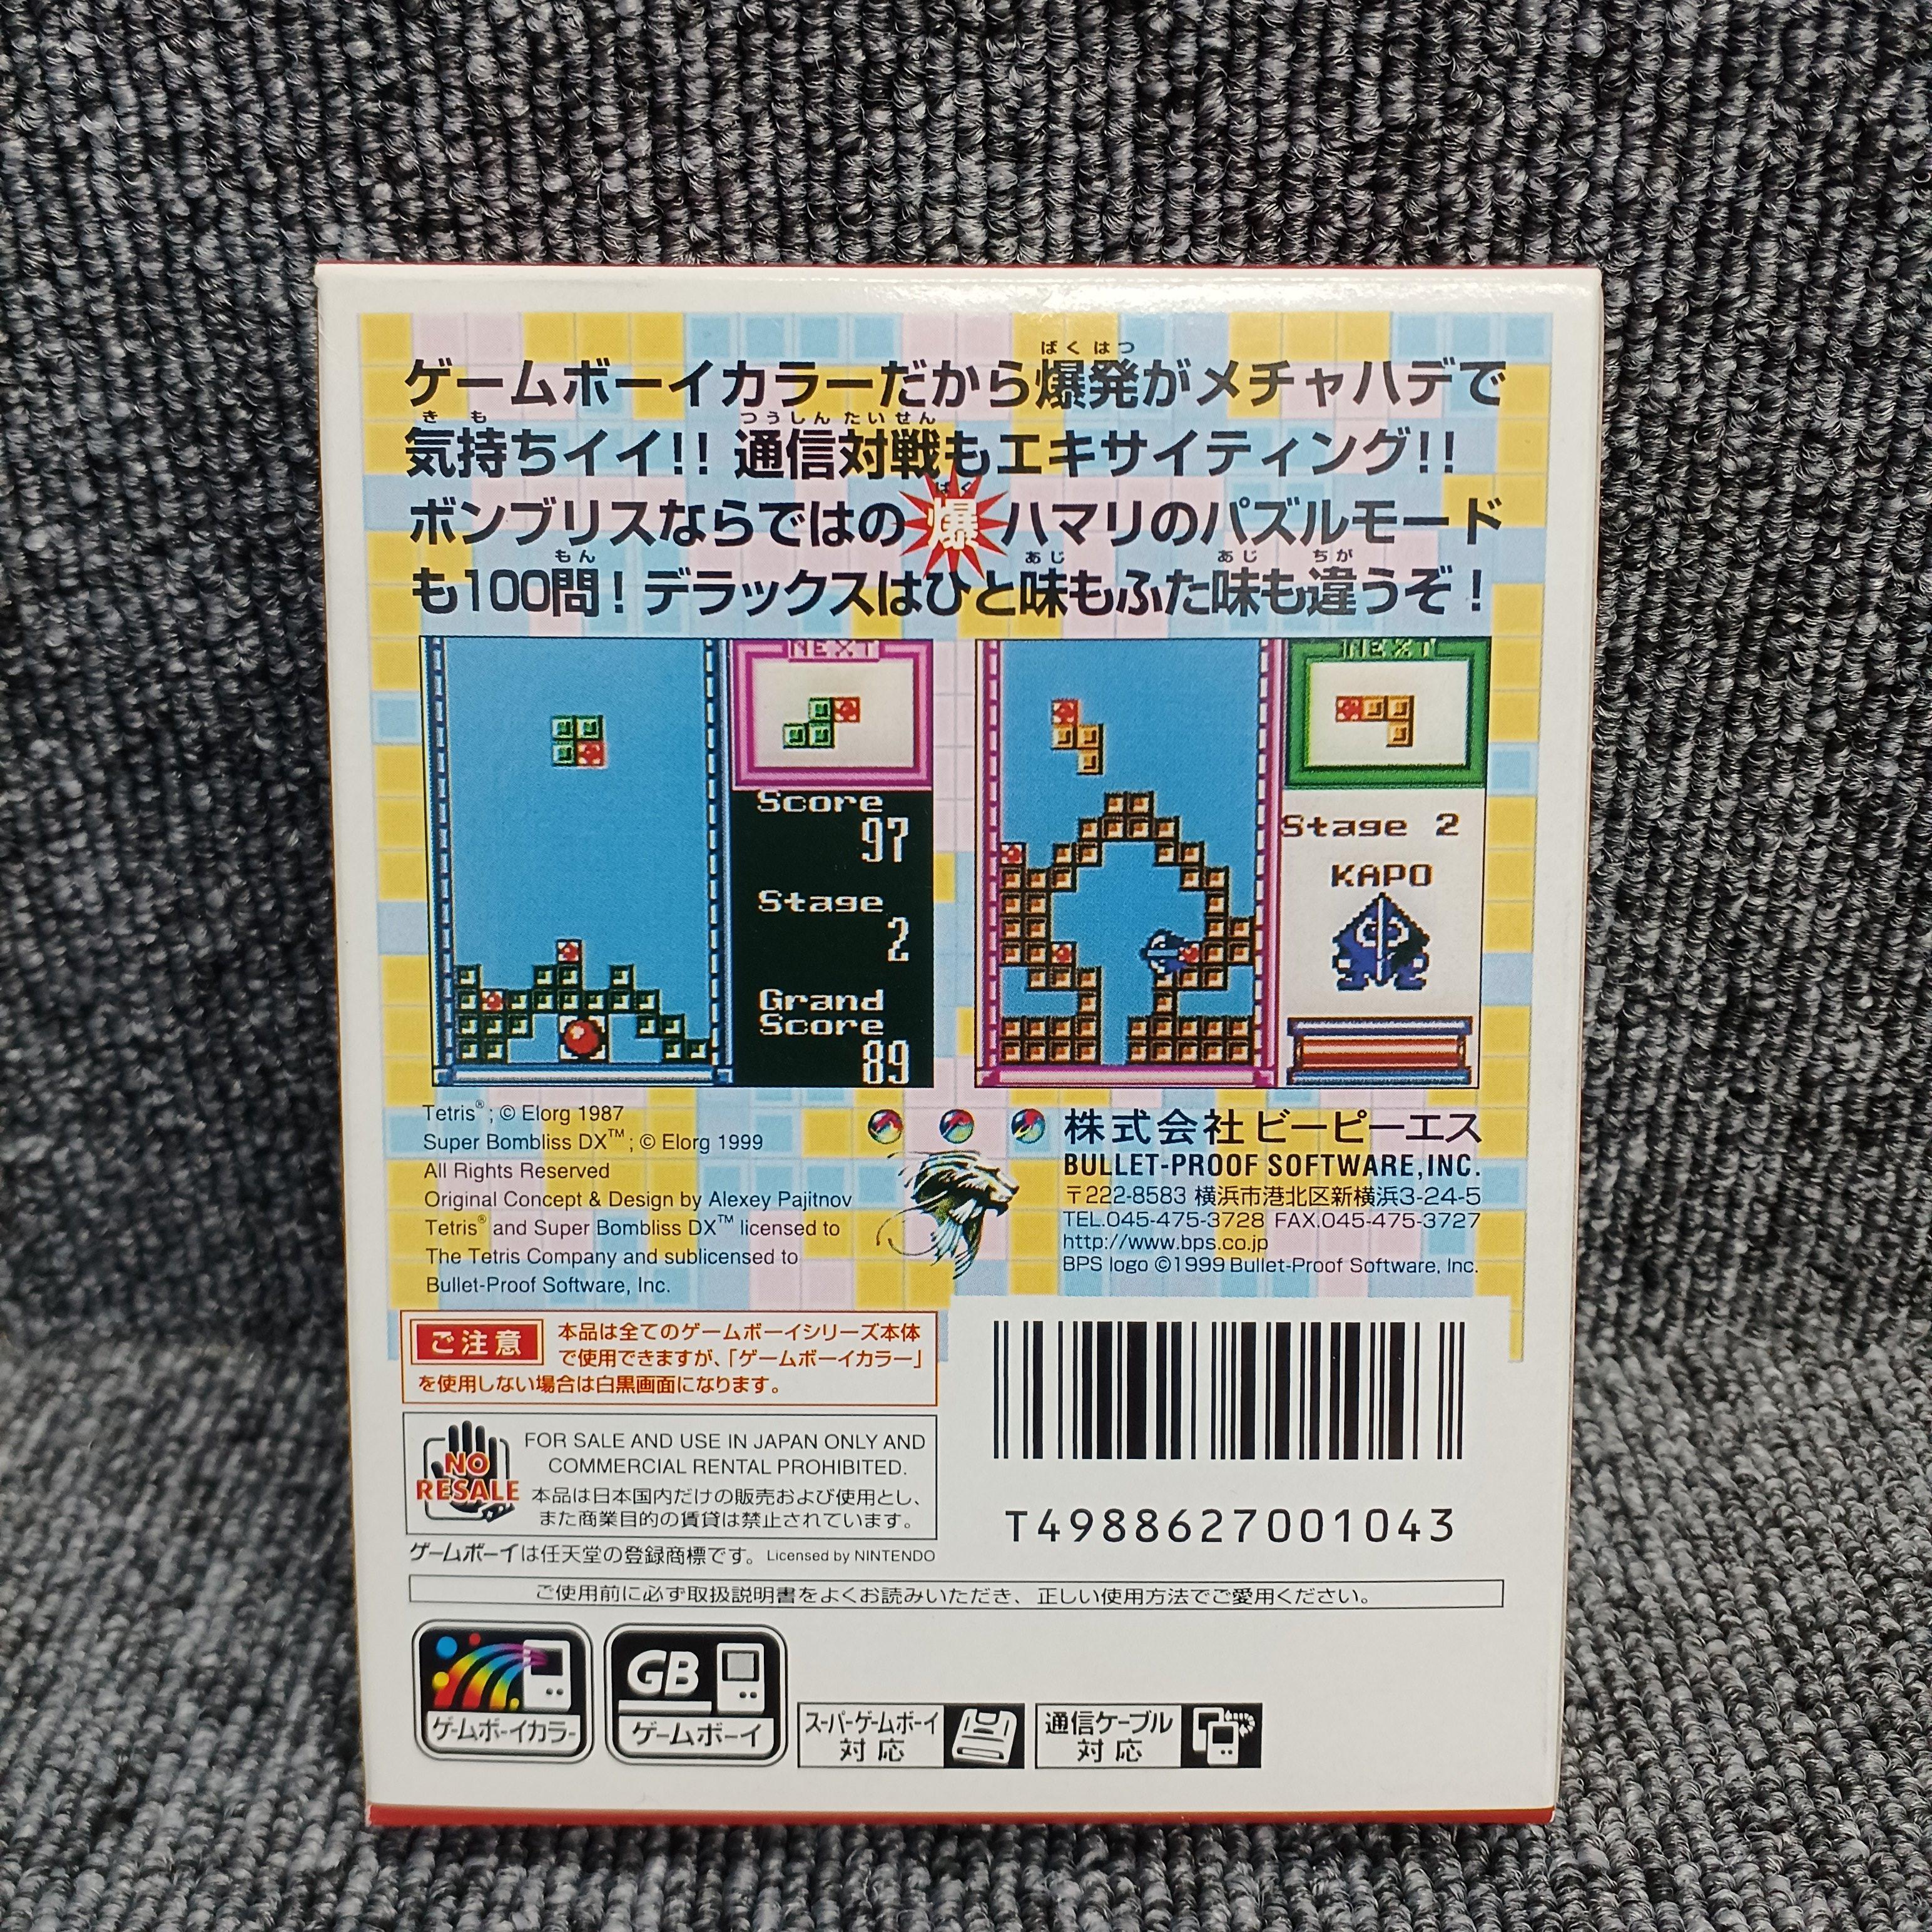 ばくはつ
ゲームボーイカラーだから爆発がメチャハデで
きも つうしんたいせん
気持ちイイ!! 通信対戦もエキサイティング!!
ばく
ボンブリスならではの爆ハマリのパズルモード
もん あじ あじ ちが
も100問!デラックスはひと味もふた味も違うぞ!
NEXT
Score
97
Stage
2
Grand
Score
89
NEXT
Stage 2
KAPO
Tetris®; © Elorg 1987
Super Bombliss DX™; © Elorg 1999
All Rights Reserved
Original Concept & Design by Alexey Pajitnov
Tetris® and Super Bombliss DX™ licensed to
The Tetris Company and sublicensed to
Bullet-Proof Software, Inc.
株式会社ビーピーエス
BULLET-PROOF SOFTWARE,INC.
〒222-8583 横浜市港北区新横浜3-24-5
TEL.045-475-3728 FAX.045-475-3727
http://www.bps.co.jp
BPS logo ©1999 Bullet-Proof Software, Inc.
ご注意 本品は全てのゲームボーイシリーズ本体
で使用できますが、「ゲームボーイカラー」
を使用しない場合は白黒画面になります。
NO
RESALE
FOR SALE AND USE IN JAPAN ONLY AND
COMMERCIAL RENTAL PROHIBITED.
本品は日本国内だけの販売および使用とし、
また商業目的の賃貸は禁止されています。
ゲームボーイは任天堂の登録商標です。 Licensed by NINTENDO
T4988627001043
ご使用前に必ず取扱説明書をよくお読みいただき、正しい使用方法でご愛用ください。
ゲームボーイカラー
GB
ゲームボーイ
スーパーゲームボーイ
対応
通信ケーブル
対応